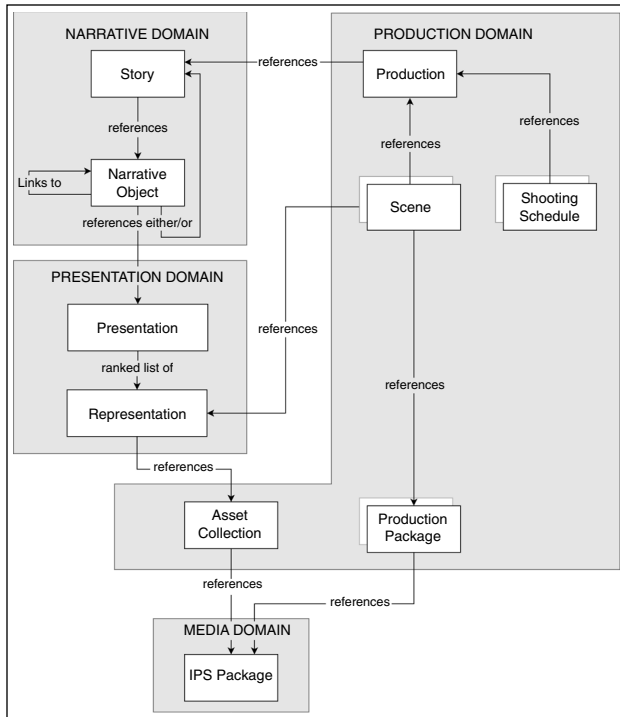 NARRATIVE DOMAIN
PRODUCTION DOMAIN
Story
references
Production
references
references
references
Links to
Narrative
Object
Scene
Shooting
Schedule
references either/or
PRESENTATION DOMAIN
Presentation
references
ranked list of
references
Representation
references
Asset
Collection
Production
Package
references
references
MEDIA DOMAIN
IPS Package